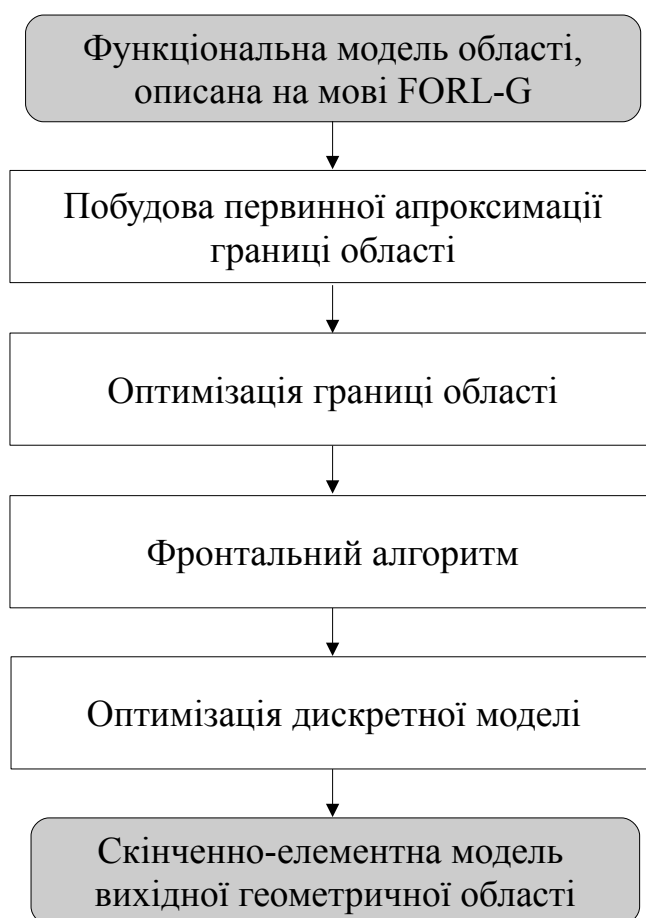 Функціональна модель області,
описана на мові FORL-G
Побудова первинної апроксимації
границі області
Оптимізація границі області
Фронтальний алгоритм
Оптимізація дискретної моделі
Скінченно-елементна модель
вихідної геометричної області